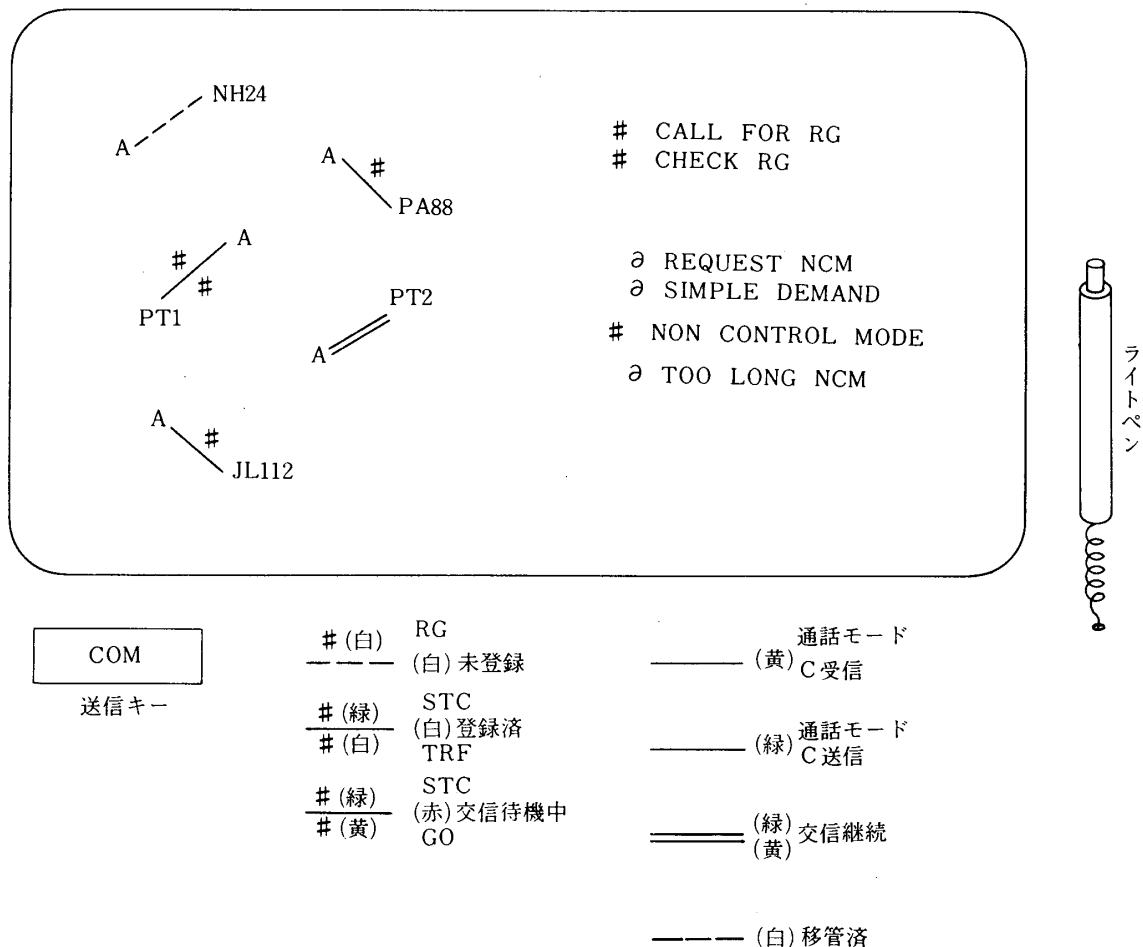 NH24
A
A
#
PA88
# CALL FOR RG
# CHECK RG
A
#
#
PT1
PT2
A
∂ REQUEST NCM
∂ SIMPLE DEMAND
# NON CONTROL MODE
∂ TOO LONG NCM
A
#
JL112
ライトペン
COM
送信キー
#(白) RG
(白)未登録
#(緑) STC
(白)登録済
#(白) TRF
#(緑) STC
(赤)交信待機中
#(黄) GO
通話モード
(黄) C受信
通話モード
(緑) C送信
(緑)
(黄) 交信継続
(白)移管済